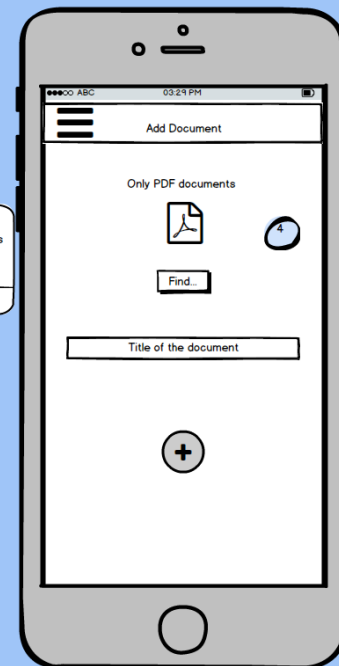 ABC 03:29 PM
Add Document
Only PDF documents
4
Find...
Title of the document
+
s